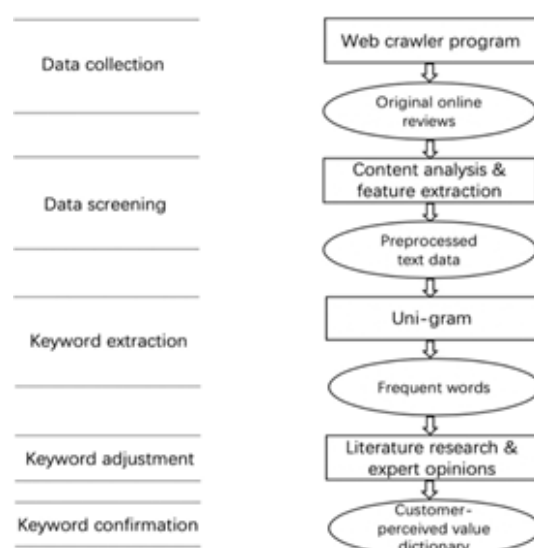 Data collection
Web crawler program
Original online
reviews
Data screening
Content analysis &
feature extraction
Preprocessed
text data
Keyword extraction
Uni-gram
Frequent words
Keyword adjustment
Literature research &
expert opinions
Keyword confirmation
Customer-
perceived value
dictionary